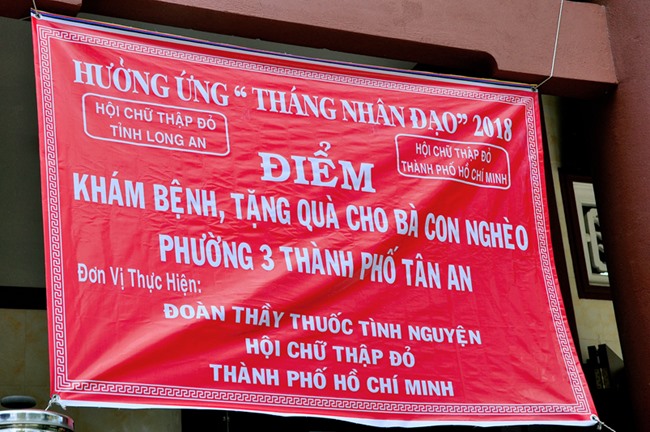 HƯỞNG ỨNG “ THÁNG NHÂN ĐẠO” 2018
HỘI CHỮ THẬP ĐỎ
TỈNH LONG AN
HỘI CHỮ THẬP ĐỎ
THÀNH PHỐ HỒ CHÍ MINH
ĐIỂM
KHÁM BỆNH, TẶNG QUÀ CHO BÀ CON NGHÈO
PHƯỜNG 3 THÀNH PHỐ TÂN AN
Đơn Vị Thực Hiện:
ĐOÀN THẦY THUỐC TÌNH NGUYỆN
HỘI CHỮ THẬP ĐỎ
THÀNH PHỐ HỒ CHÍ MINH